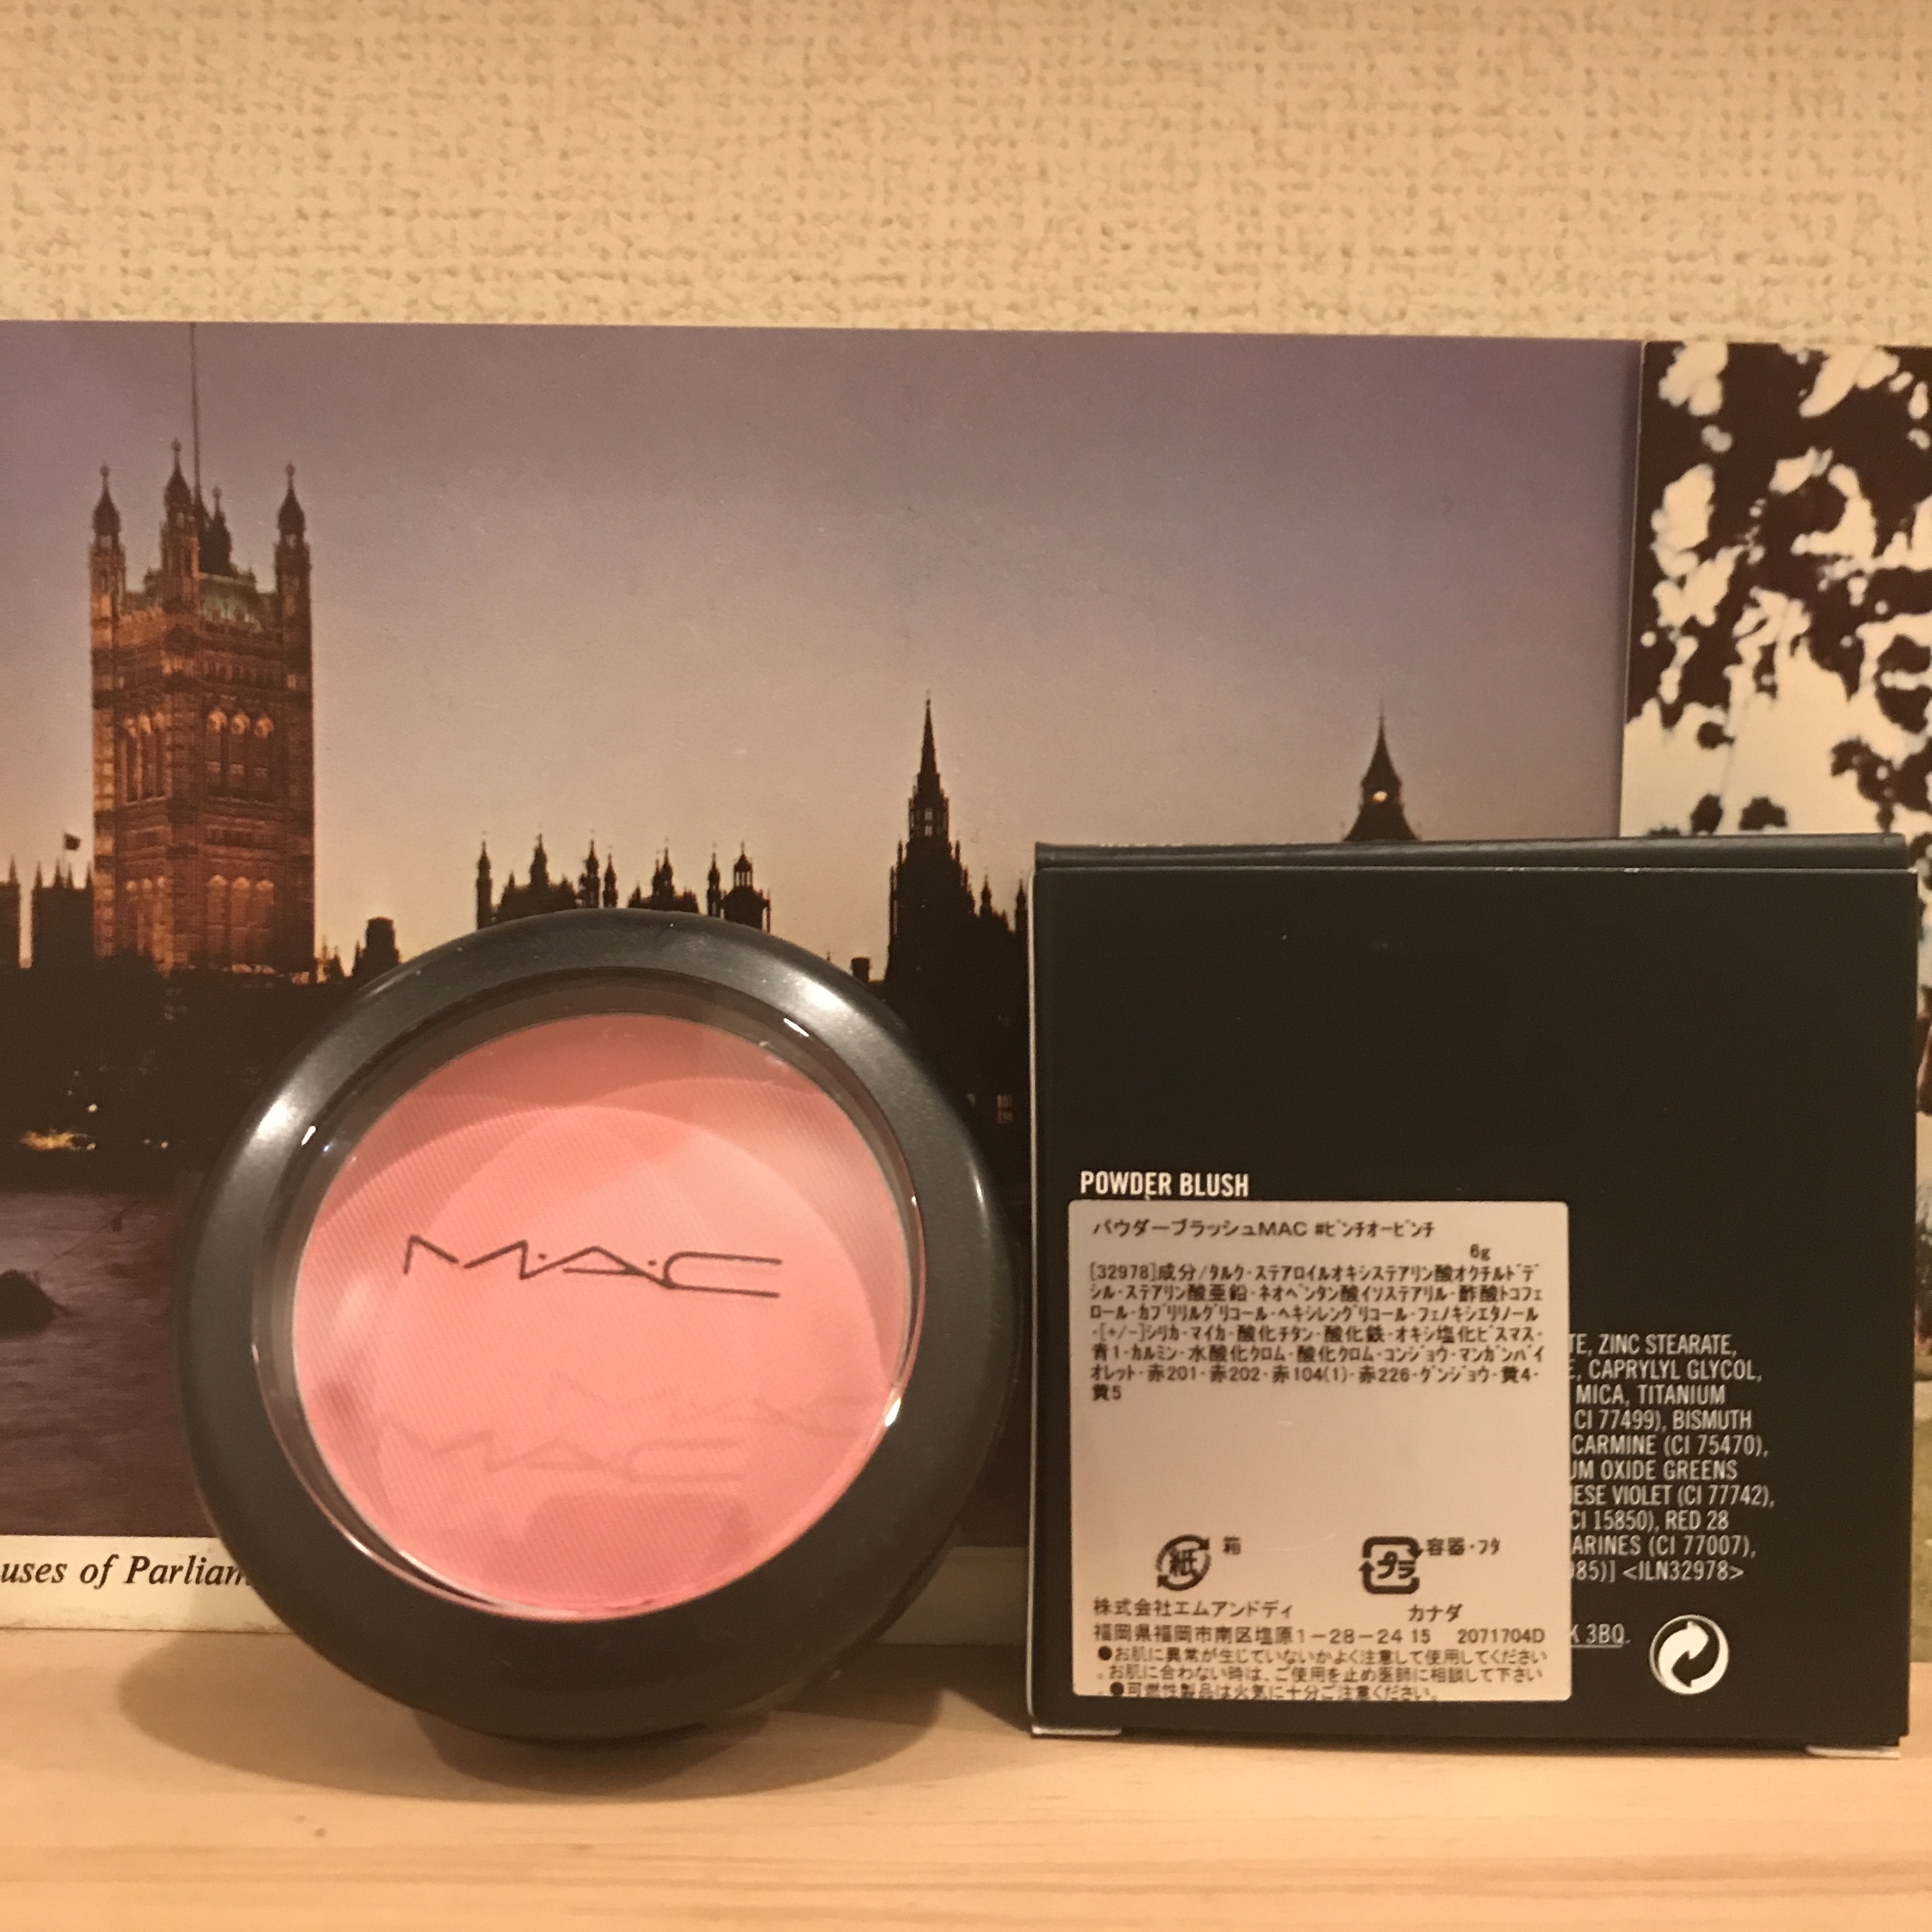 M·A·C
uses of Parliam
POWDER BLUSH
パウダーブラッシュMAC #ピンチオーピンチ
6g
[32978]成分/タルク・ステアロイルオキシステアリン酸オクチルドデ
シル・ステアリン酸亜鉛・ネオペンタン酸イソステアリル・酢酸トコフェ
ロール・カプリリルグリコール・ヘキシレングリコール・フェノキシエタノール
・[+/-]シリカ・マイカ・酸化チタン・酸化鉄・オキシ塩化ビスマス・
青1・カルミン・水酸化クロム・酸化クロム・コンジョウ・マンガンバイ
オレット・赤201・赤202・赤104(1)・赤226・グンジョウ・黄4・
黄5
紙 箱
プラ 容器・フタ
株式会社エムアンドディ カナダ
福岡県福岡市南区塩原1-28-24 15 2071704D
●お肌に異常が生じていないかよく注意して使用してください
。お肌に合わない時は、ご使用を止め医師に相談して下さい
。●可燃性製品は火気に十分ご注意ください。
TE, ZINC STEARATE,
E, CAPRYLYL GLYCOL,
MICA, TITANIUM
CI 77499), BISMUTH
CARMINE (CI 75470),
UM OXIDE GREENS
ESE VIOLET (CI 77742),
CI 15850), RED 28
ARINES (CI 77007),
085)] <ILN32978>
K 3BQ.